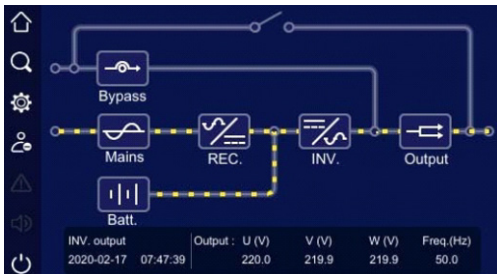 Bypass
Mains REC. INV. Output
Batt.
INV. output Output : U (V) V (V) W (V) Freq.(Hz)
2020-02-17 07:47:39 220.0 219.9 219.9 50.0